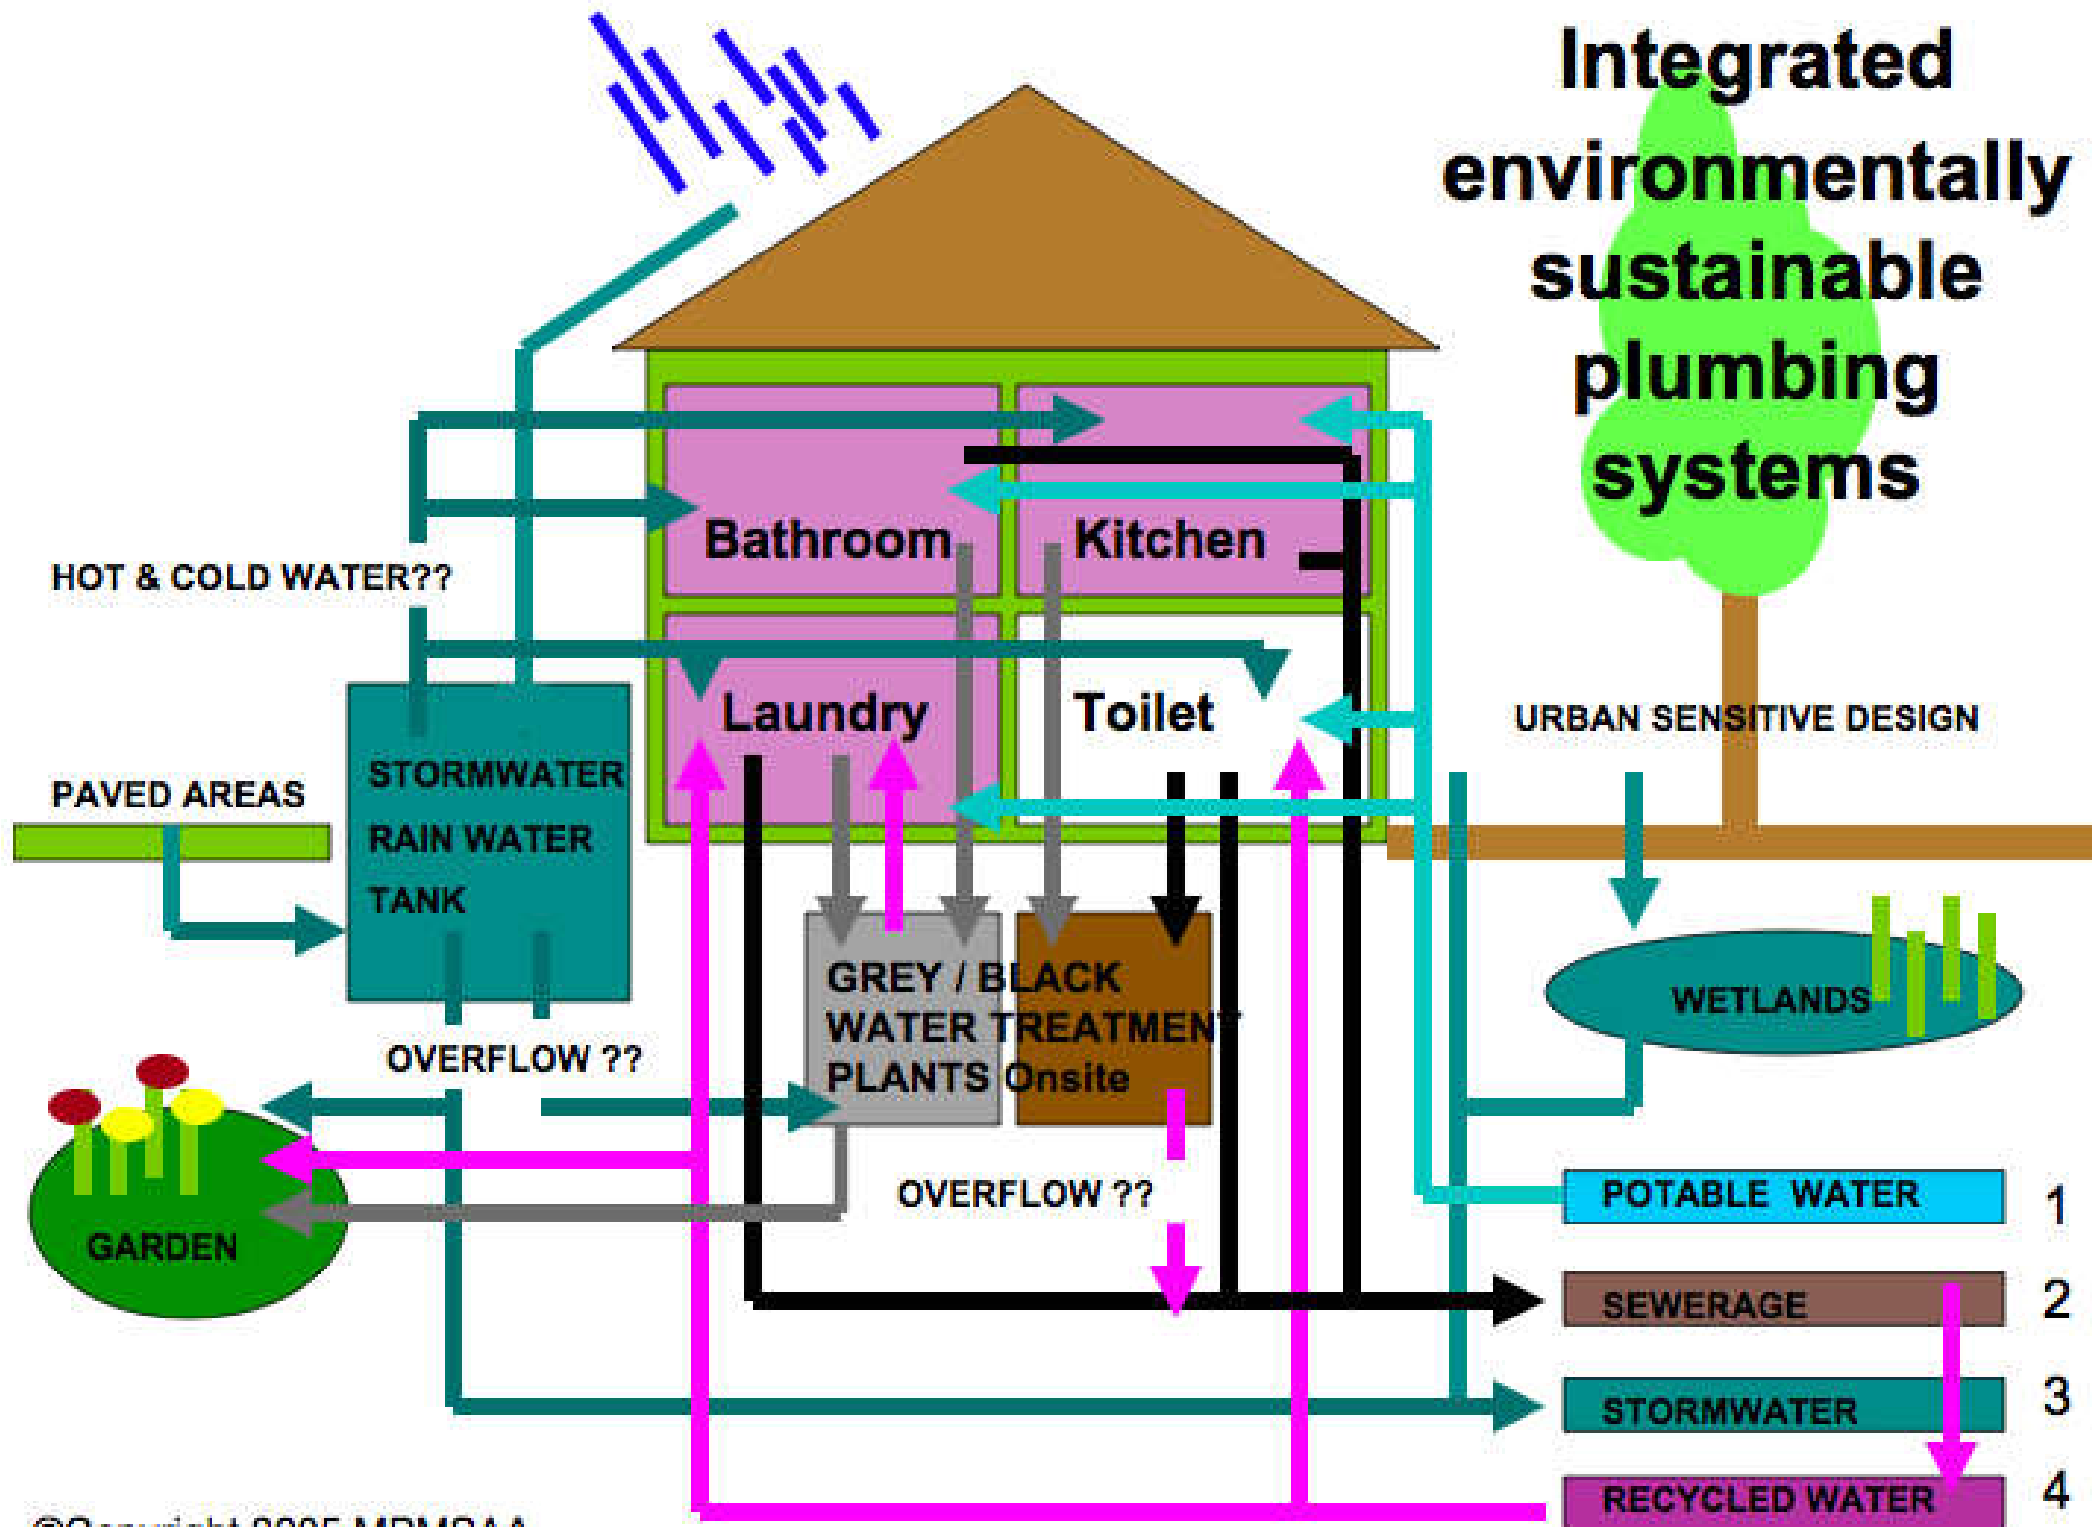 Integrated
environmentally
sustainable
plumbing
systems
Bathroom
Kitchen
HOT & COLD WATER??
Laundry
Toilet
URBAN SENSITIVE DESIGN
PAVED AREAS
STORMWATER
RAIN WATER
TANK
GREY / BLACK
WATER TREATMENT
PLANTS Onsite
WETLANDS
OVERFLOW ??
OVERFLOW ??
GARDEN
POTABLE WATER 1
SEWERAGE 2
STORMWATER 3
RECYCLED WATER 4
©Copyright 2005